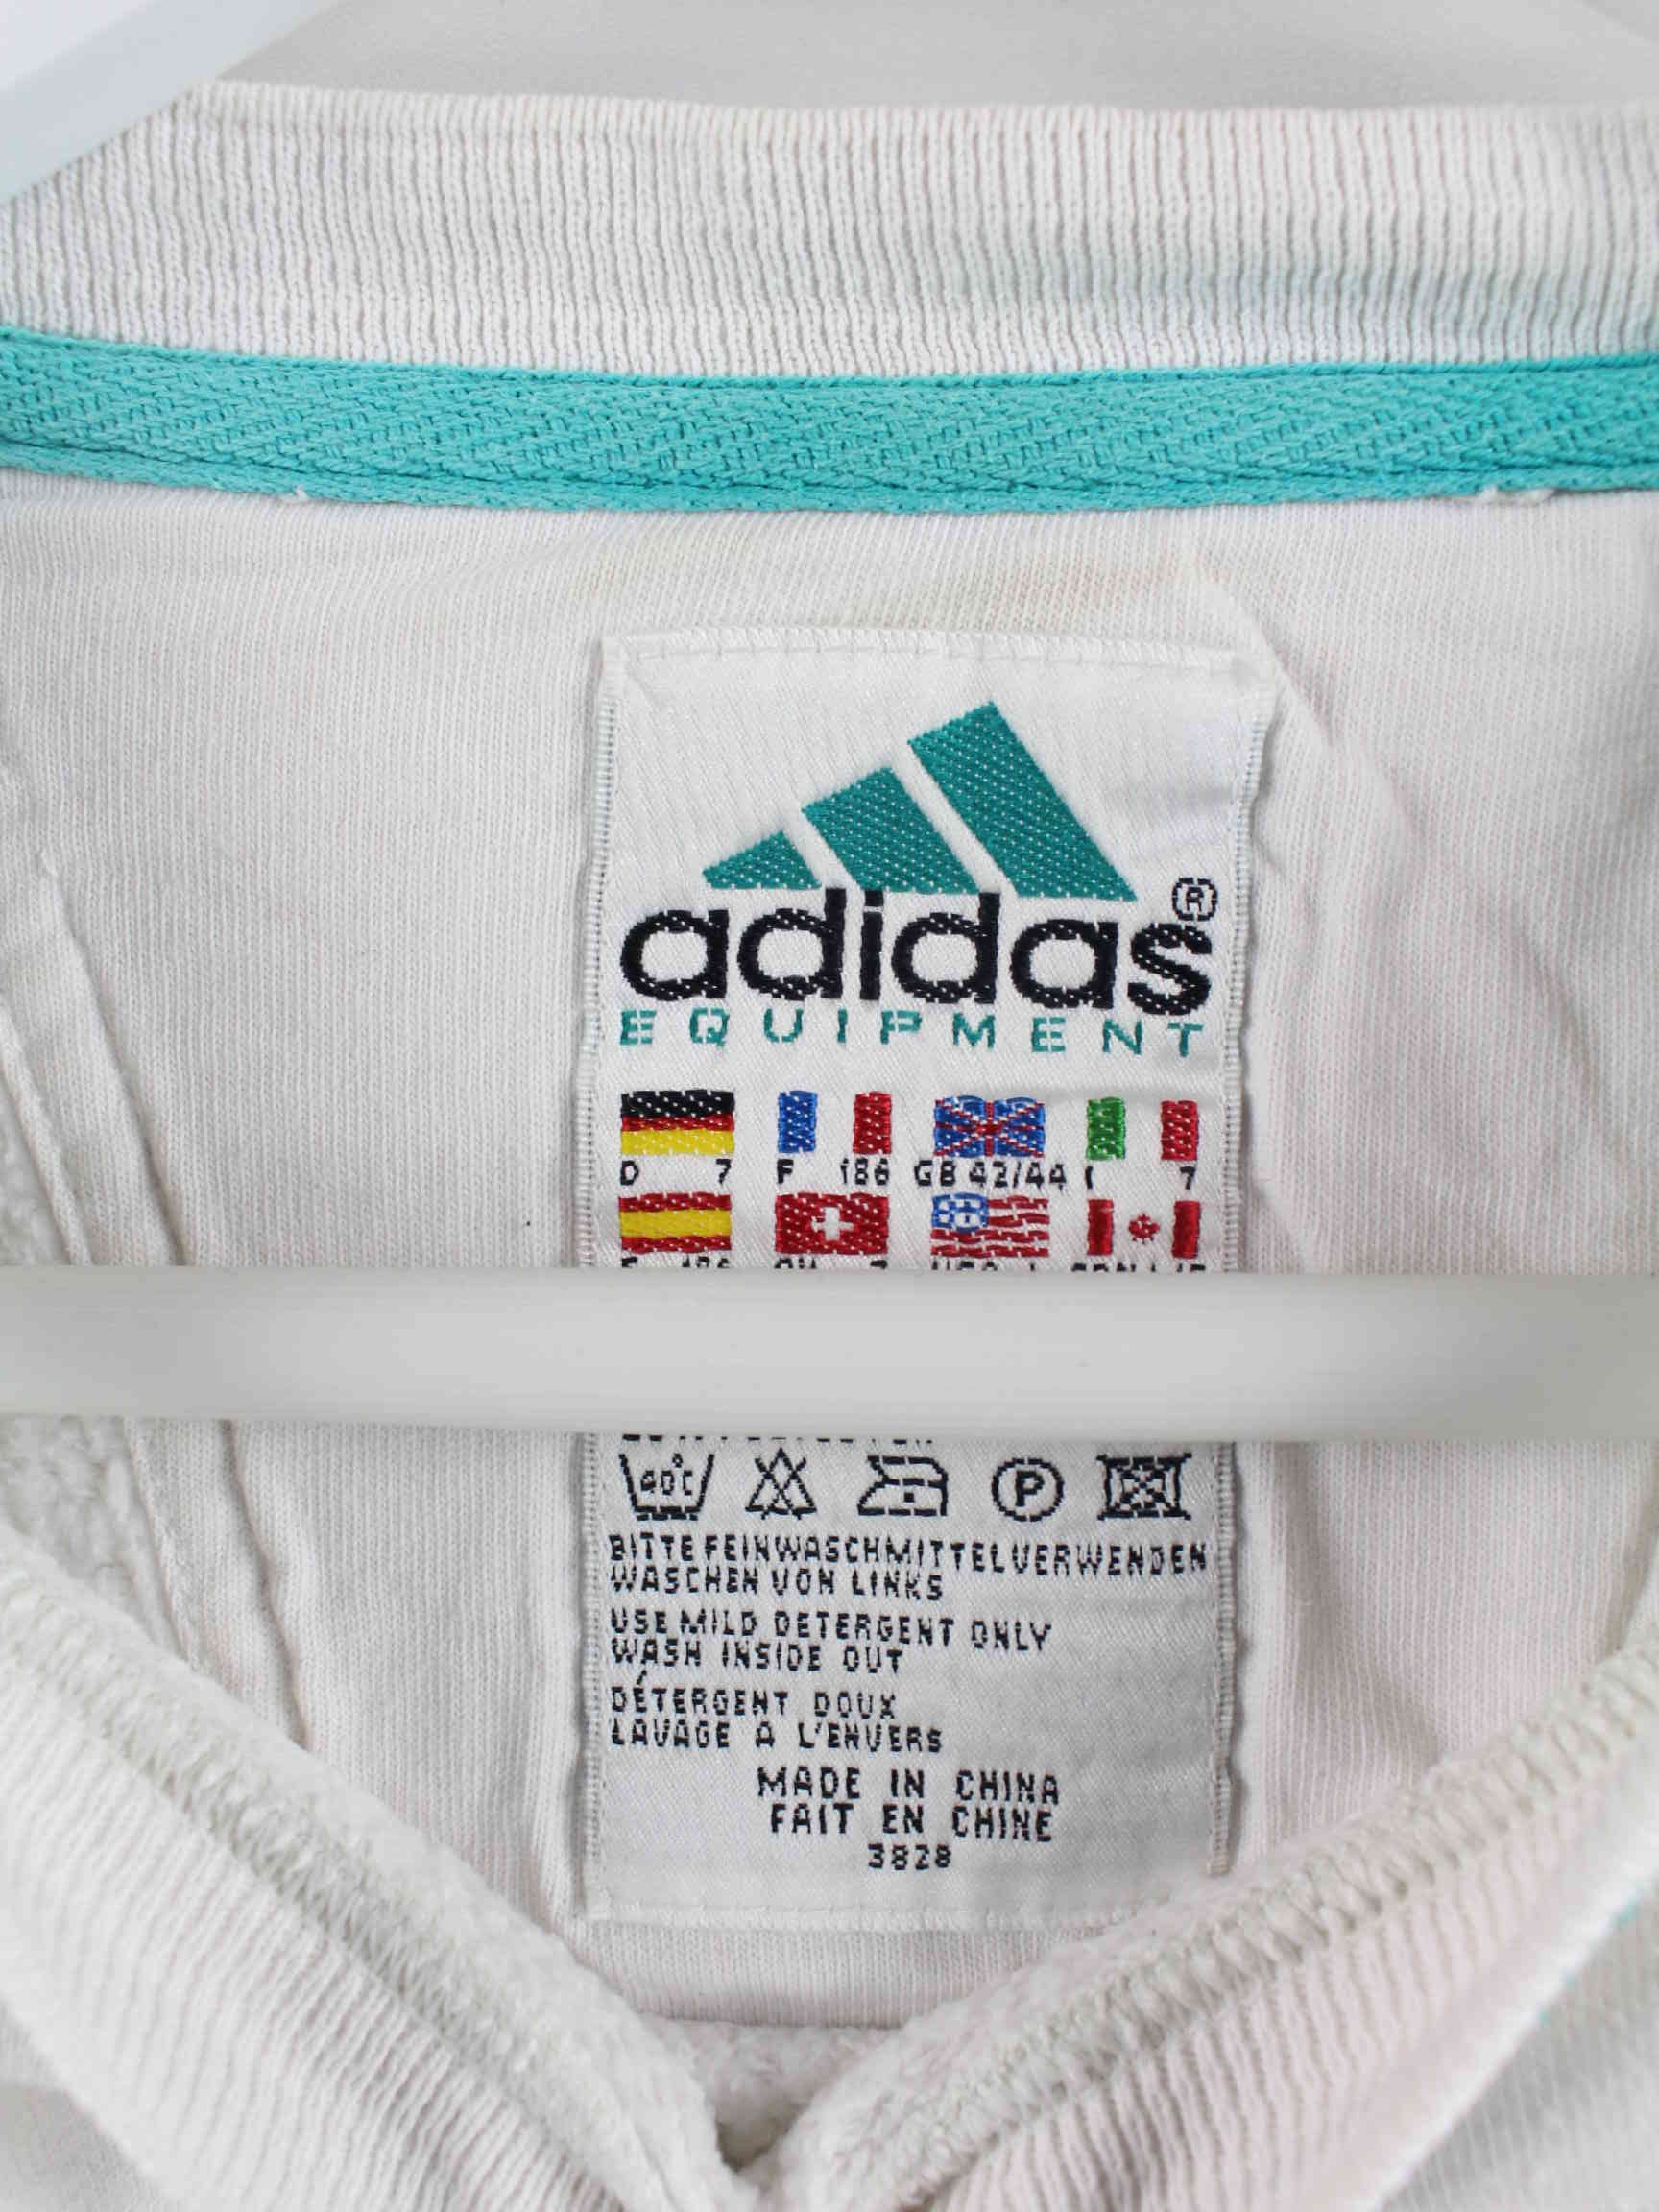 adidas®
EQUIPMENT
D 7 F 186 GB 42/44 I 7
40°C P
BITTE FEINWASCHMITTEL VERWENDEN
WASCHEN VON LINKS
USE MILD DETERGENT ONLY
WASH INSIDE OUT
DÉTERGENT DOUX
LAVAGE A L'ENVERS
MADE IN CHINA
FAIT EN CHINE
3828